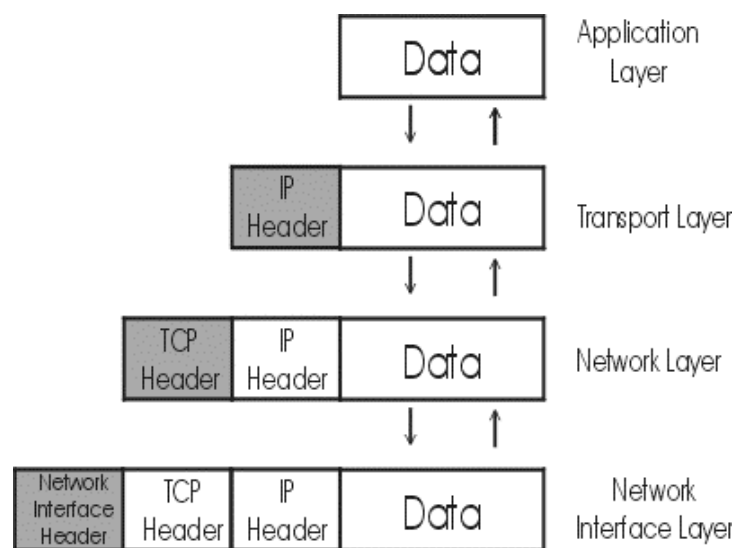 Data
Application
Layer
IP
Header
Data
Transport Layer
TCP
Header
IP
Header
Data
Network Layer
Network
Interface
Header
TCP
Header
IP
Header
Data
Network
Interface Layer